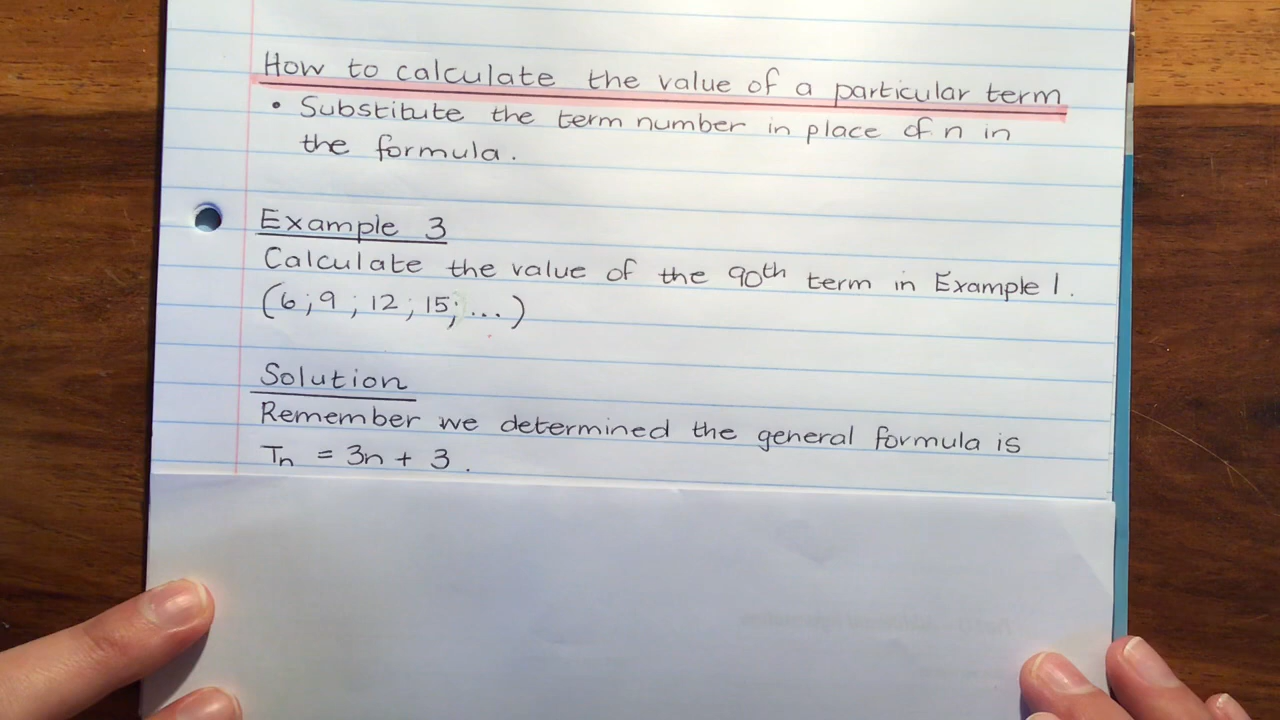 How to calculate the value of a particular term
• Substitute the term number in place of n in
the formula.
Example 3
Calculate the value of the 90th term in Example 1.
(6 ; 9 ; 12 ; 15 ; ... )
Solution
Remember we determined the general formula is
Tn = 3n + 3.